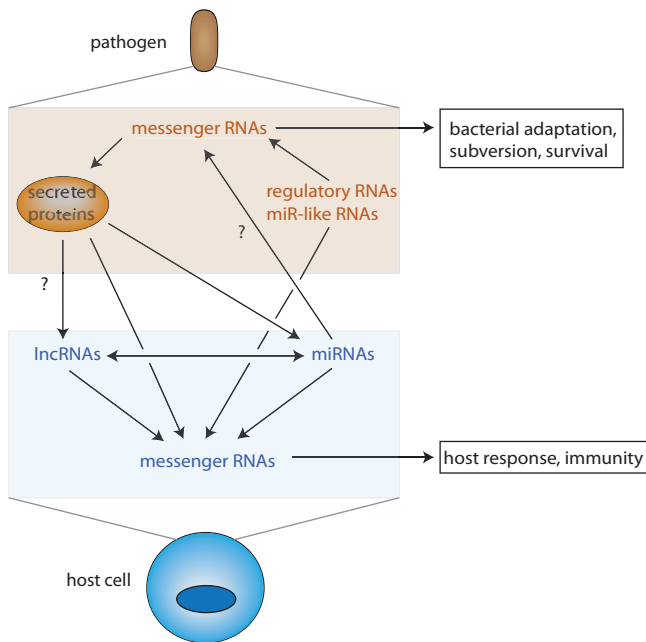 pathogen
messenger RNAs
bacterial adaptation,
subversion, survival
secreted
proteins
regulatory RNAs
miR-like RNAs
?
?
lncRNAs
miRNAs
messenger RNAs
host response, immunity
host cell